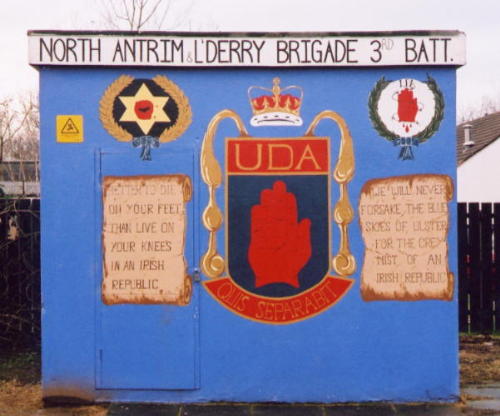 NORTH ANTRIM & L'DERRY BRIGADE 3RD BATT.
BETTER TO DIE
ON YOUR FEET
THAN LIVE ON
YOUR KNEES
IN AN IRISH
REPUBLIC
UDA
QUIS SEPARABIT
WE WILL NEVER
FORSAKE, THE BLUE
SKIES OF ULSTER
FOR THE GREY
MIST OF AN
IRISH REPUBLIC